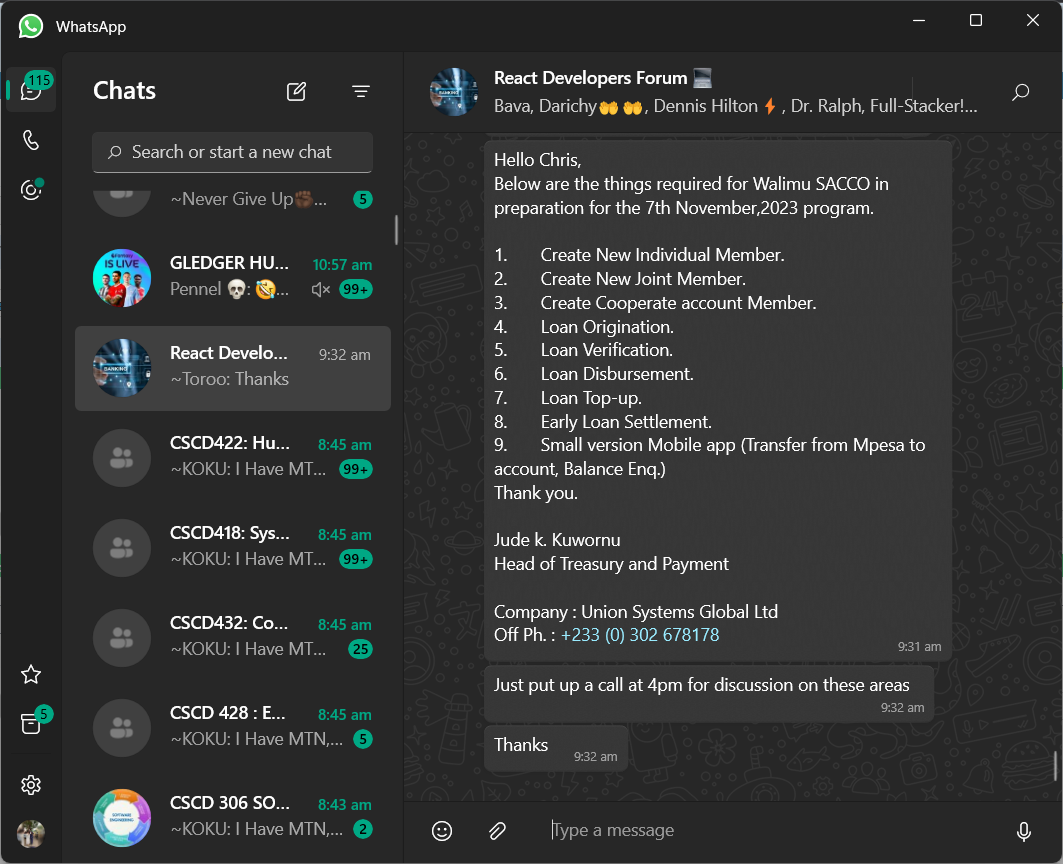 WhatsApp
115
Chats
Search or start a new chat
~Never Give Up✊🏿...
5
GLEDGER HU...
10:57 am
Pennel 💀: 🤣...
99+
React Develo...
9:32 am
~Toroo: Thanks
CSCD422: Hu...
8:45 am
~KOKU: I Have MT...
99+
CSCD418: Sys...
8:45 am
~KOKU: I Have MT...
99+
CSCD432: Co...
8:45 am
~KOKU: I Have MT...
25
CSCD 428 : E...
8:45 am
~KOKU: I Have MTN,...
5
CSCD 306 SO...
8:43 am
~KOKU: I Have MTN,...
2
5
IS LIVE
BANKING
SOFTWARE
ENGINEERING
React Developers Forum 💻
Bava, Darichy👐👐, Dennis Hilton⚡, Dr. Ralph, Full-Stacker!...
BANKING
Hello Chris,
Below are the things required for Walimu SACCO in
preparation for the 7th November,2023 program.
1. Create New Individual Member.
2. Create New Joint Member.
3. Create Cooperate account Member.
4. Loan Origination.
5. Loan Verification.
6. Loan Disbursement.
7. Loan Top-up.
8. Early Loan Settlement.
9. Small version Mobile app (Transfer from Mpesa to
account, Balance Enq.)
Thank you.
Jude k. Kuwornu
Head of Treasury and Payment
Company : Union Systems Global Ltd
Off Ph. : +233 (0) 302 678178
9:31 am
Just put up a call at 4pm for discussion on these areas
9:32 am
Thanks
9:32 am
Type a message